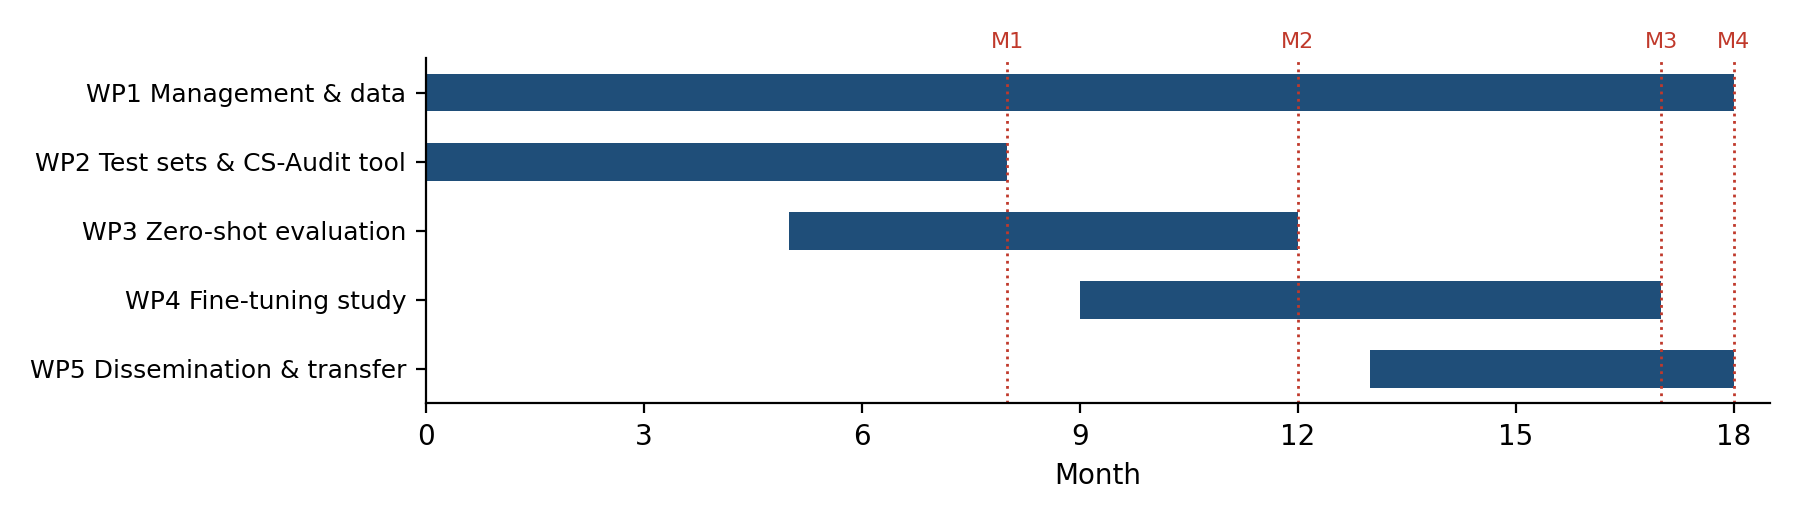 M1 M2 M3 M4
WP1 Management & data
WP2 Test sets & CS-Audit tool
WP3 Zero-shot evaluation
WP4 Fine-tuning study
WP5 Dissemination & transfer
0 3 6 9 12 15 18
Month